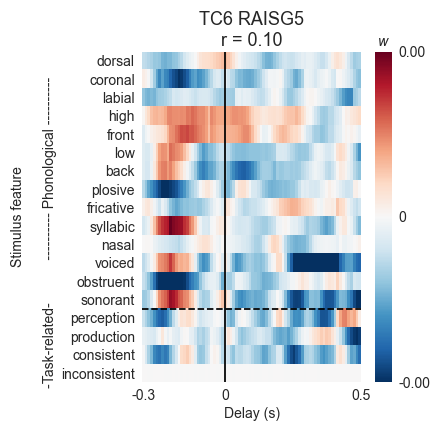 TC6 RAISG5
r = 0.10
w
Stimulus feature
---------- Phonological ----------
-Task-related-
dorsal
coronal
labial
high
front
low
back
plosive
fricative
syllabic
nasal
voiced
obstruent
sonorant
perception
production
consistent
inconsistent
0.00
0
-0.00
-0.3
0
0.5
Delay (s)